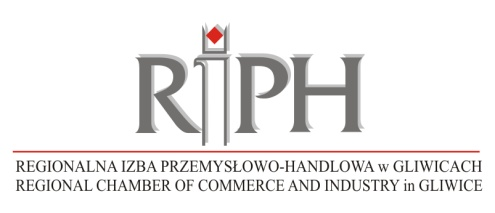 RIPH
REGIONALNA IZBA PRZEMYSŁOWO-HANDLOWA w GLIWICACH
REGIONAL CHAMBER OF COMMERCE AND INDUSTRY in GLIWICE